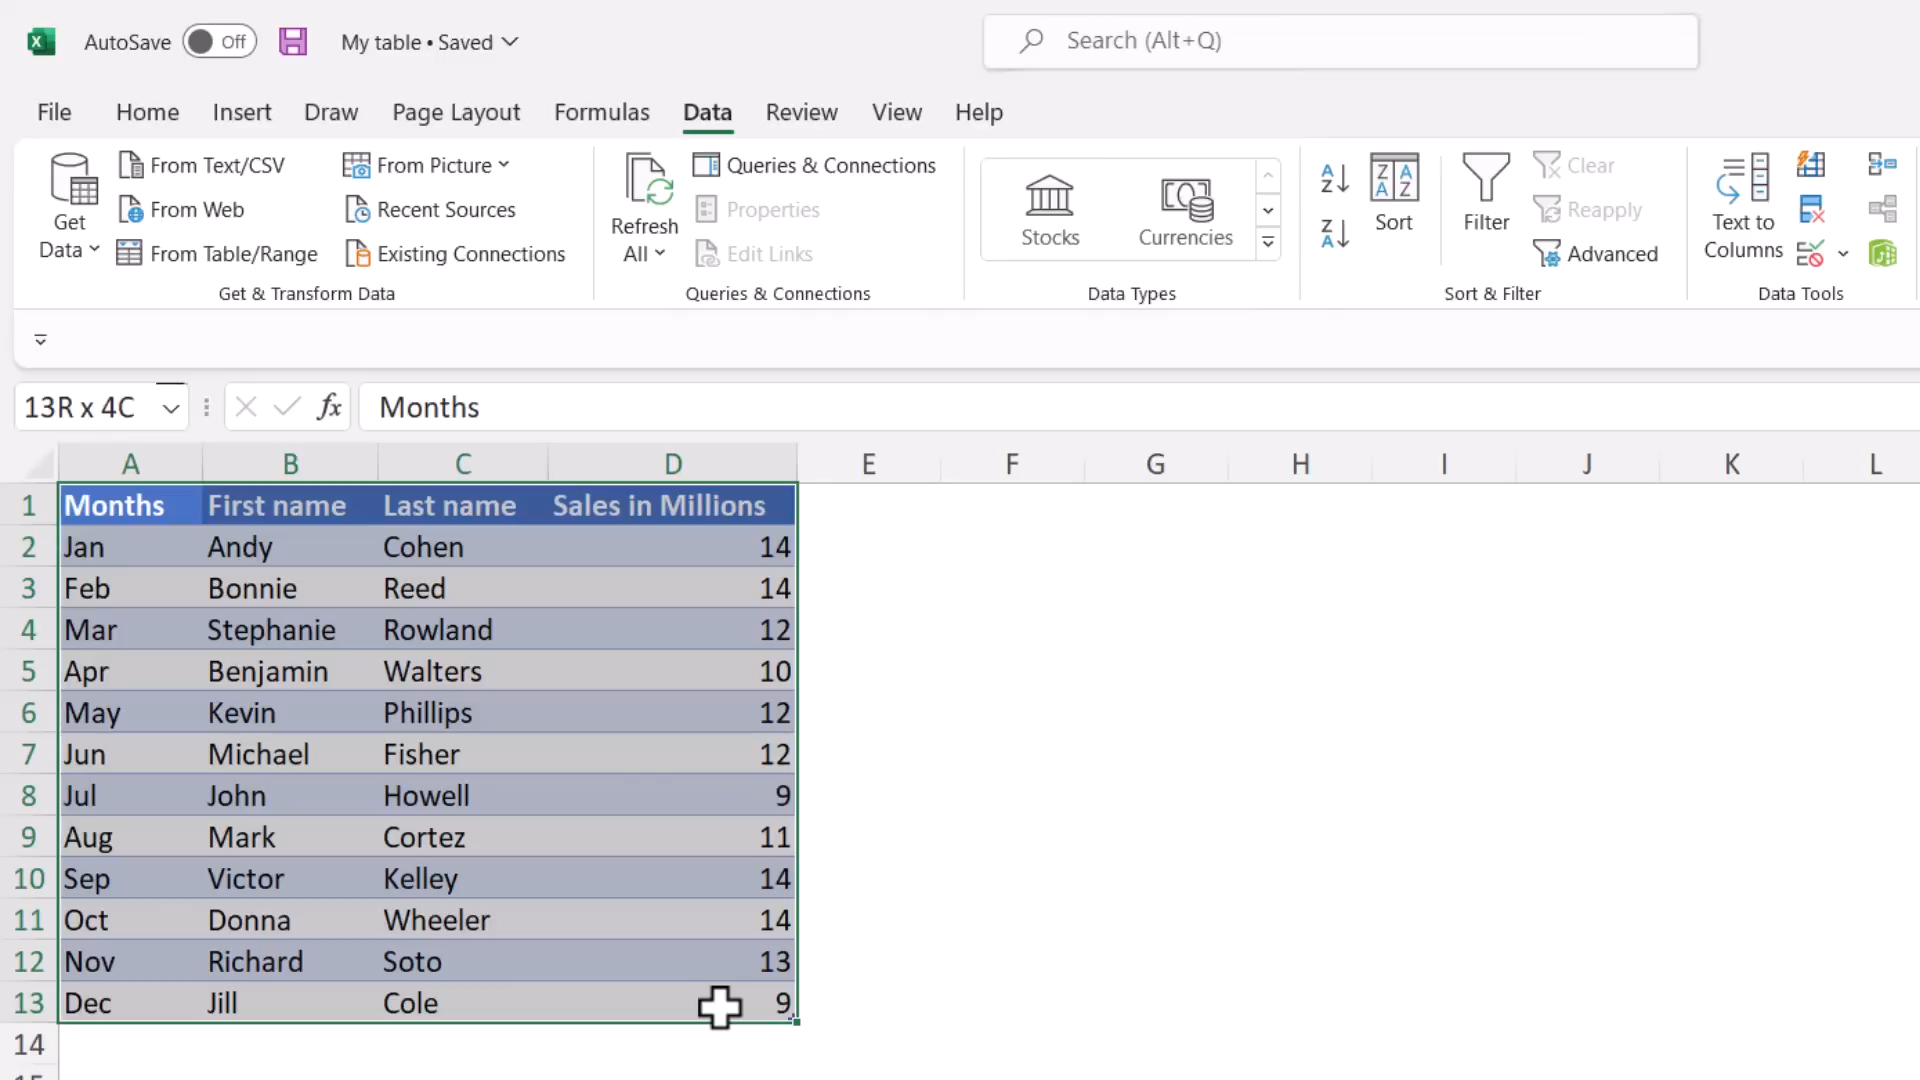 AutoSave Off My table • Saved Search (Alt+Q)
File Home Insert Draw Page Layout Formulas Data Review View Help
Get Data
From Text/CSV
From Web
From Table/Range
From Picture
Recent Sources
Existing Connections
Get & Transform Data
Refresh All
Queries & Connections
Properties
Edit Links
Queries & Connections
Stocks
Currencies
Data Types
Sort
Filter
Clear
Reapply
Advanced
Sort & Filter
Text to Columns
Data Tools
13R x 4C fx Months
A B C D E F G H I J K L
1 Months First name Last name Sales in Millions
2 Jan Andy Cohen 14
3 Feb Bonnie Reed 14
4 Mar Stephanie Rowland 12
5 Apr Benjamin Walters 10
6 May Kevin Phillips 12
7 Jun Michael Fisher 12
8 Jul John Howell 9
9 Aug Mark Cortez 11
10 Sep Victor Kelley 14
11 Oct Donna Wheeler 14
12 Nov Richard Soto 13
13 Dec Jill Cole 9
14